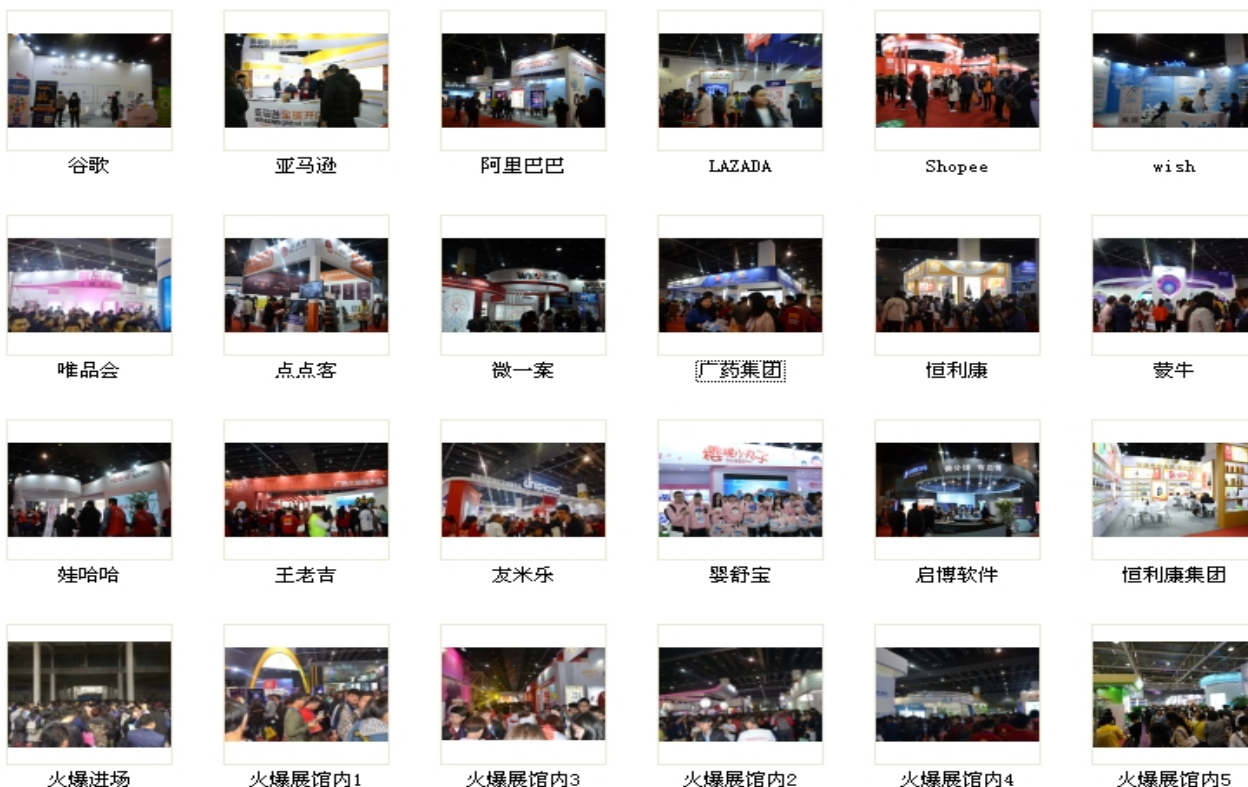 谷歌
亚马逊
阿里巴巴
LAZADA
Shopee
wish
唯品会
点点客
微一案
广药集团
恒利康
蒙牛
娃哈哈
王老吉
友米乐
婴舒宝
启博软件
恒利康集团
火爆进场
火爆展馆内1
火爆展馆内3
火爆展馆内2
火爆展馆内4
火爆展馆内5